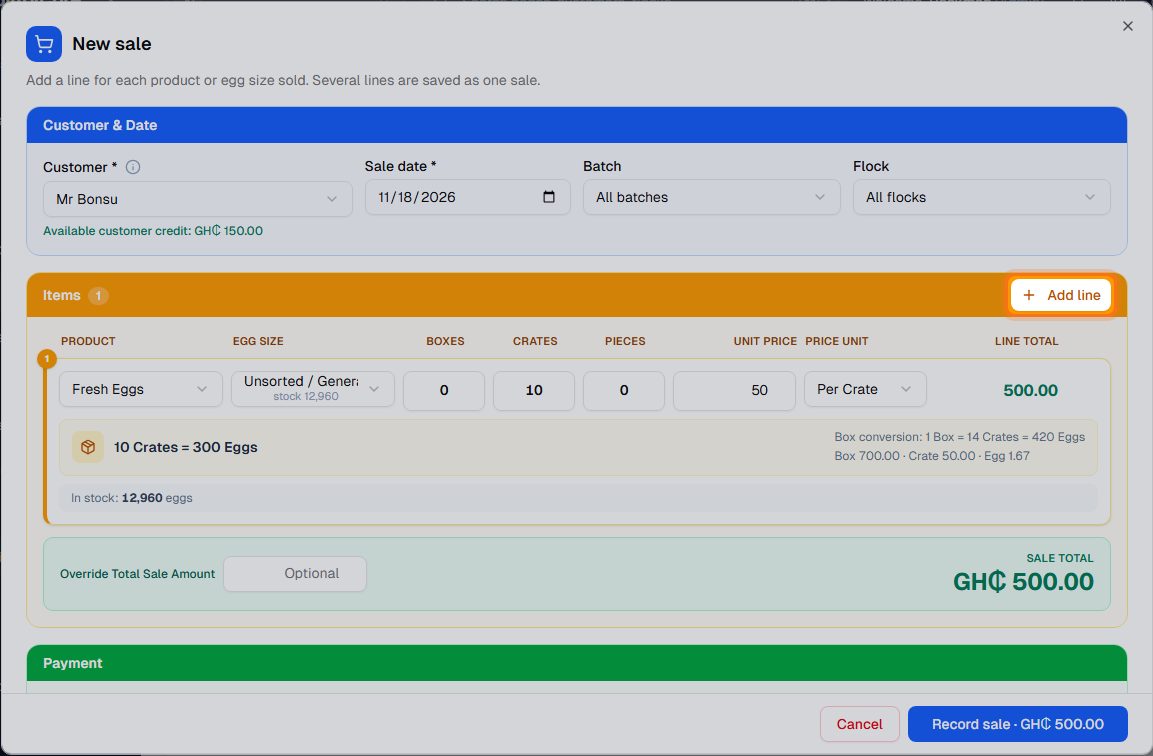 New sale
Add a line for each product or egg size sold. Several lines are saved as one sale.
Customer & Date
Customer *
Sale date *
Batch
Flock
Mr Bonsu
11/18/2026
All batches
All flocks
Available customer credit: GH₵ 150.00
Items 1
+ Add line
PRODUCT EGG SIZE BOXES CRATES PIECES UNIT PRICE PRICE UNIT LINE TOTAL
1
Fresh Eggs
Unsorted / Genera
stock 12,960
0
10
0
50
Per Crate
500.00
10 Crates = 300 Eggs
Box conversion: 1 Box = 14 Crates = 420 Eggs
Box 700.00 · Crate 50.00 · Egg 1.67
In stock: 12,960 eggs
Override Total Sale Amount
Optional
SALE TOTAL
GH₵ 500.00
Payment
Cancel
Record sale · GH₵ 500.00